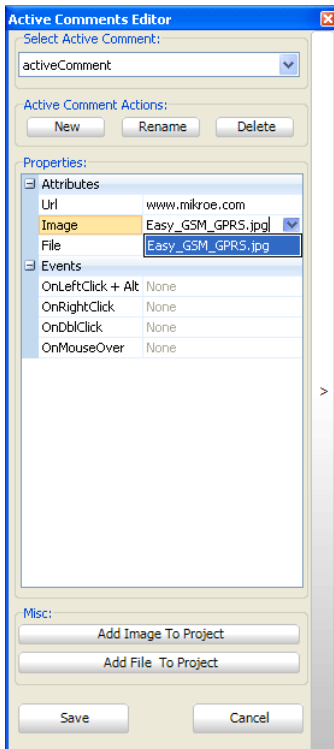 Active Comments Editor
Select Active Comment:
activeComment
Active Comment Actions:
New Rename Delete
Properties:
Attributes
Url www.mikroe.com
Image Easy_GSM_GPRS.jpg
File Easy_GSM_GPRS.jpg
Events
OnLeftClick + Alt None
OnRightClick None
OnDblClick None
OnMouseOver None
>
Misc:
Add Image To Project
Add File To Project
Save Cancel